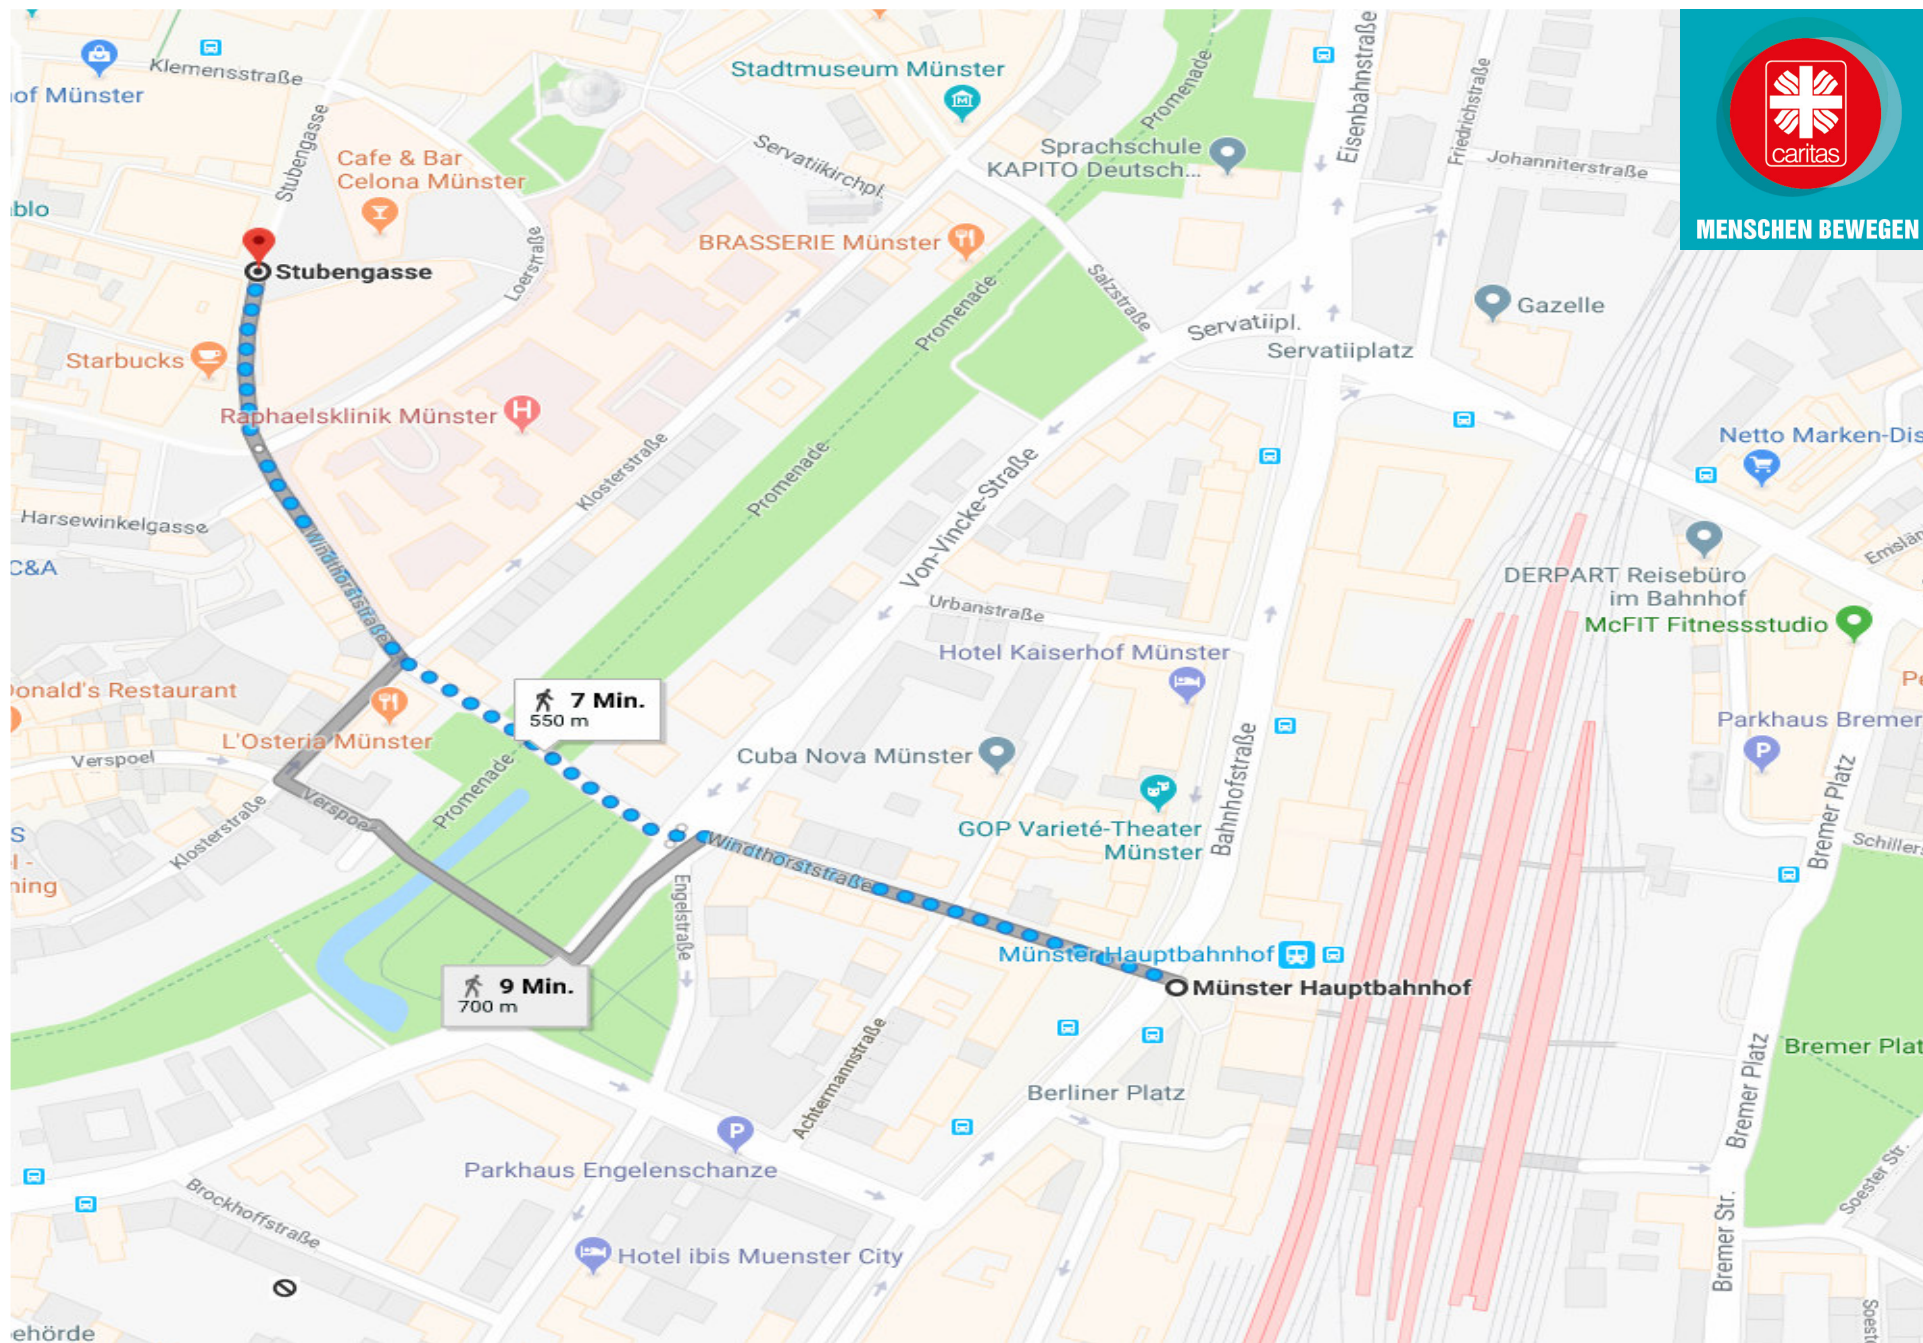 Klemensstraße
of Münster
Stubengasse
Cafe & Bar
Celona Münster
ablo
Stadtmuseum Münster
Servatiikirchpl.
Sprachschule
KAPITO Deutsch...
Promenade
Eisenbahnstraße
Friedrichstraße
Johanniterstraße
caritas
MENSCHEN BEWEGEN
BRASSERIE Münster
Loerstraße
Stubengasse
Salzstraße
Promenade
Gazelle
Servatiipl.
Servatiiplatz
Starbucks
Raphaelsklinik Münster
H
Klosterstraße
Promenade
Von-Vincke-Straße
Netto Marken-Dis
Harsewinkelgasse
C&A
Windthorststraße
DERPART Reisebüro
im Bahnhof
McFIT Fitnessstudio
Urbanstraße
Hotel Kaiserhof Münster
onald's Restaurant
7 Min.
550 m
L'Osteria Münster
Verspoel
Verspoel
Klosterstraße
Promenade
Cuba Nova Münster
Bahnhofstraße
Parkhaus Bremer
P
Bremer Platz
GOP Varieté-Theater
Münster
Windthorststraße
Engelstraße
9 Min.
700 m
Münster Hauptbahnhof
Münster Hauptbahnhof
Achtermannstraße
Berliner Platz
Bremer Platz
Bremer Plat
P
Parkhaus Engelenschanze
Brockhoffstraße
Hotel ibis Muenster City
Bremer Str.
Soester Str.
ehörde